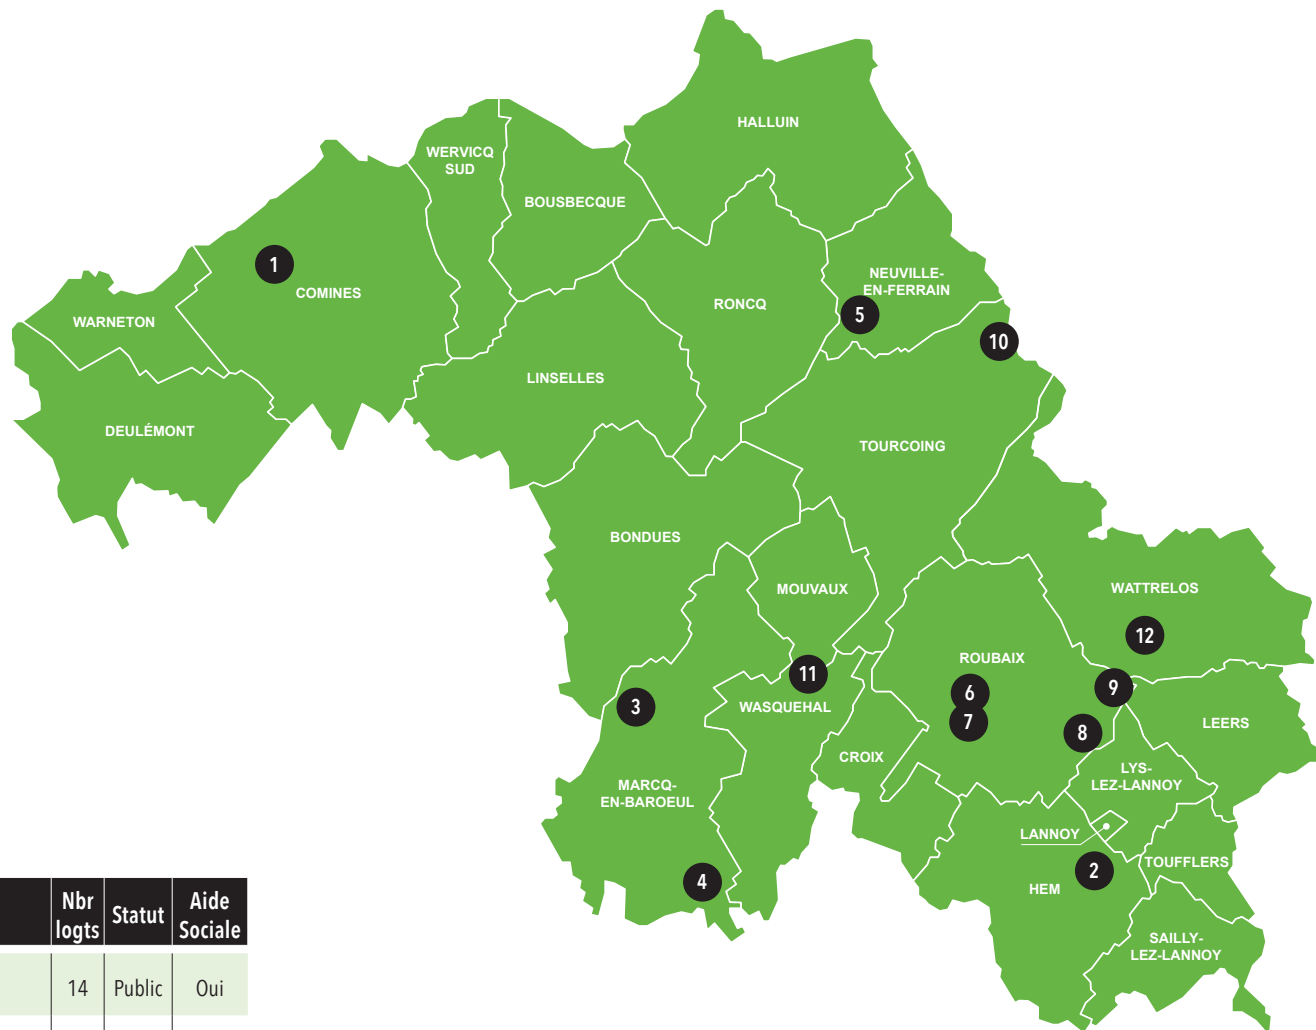 HALLUIN
WERVICQ
SUD
BOUSBECQUE
1
COMINES
NEUVILLE-
EN-FERRAIN
RONCQ
5
WARNETON
10
LINSELLES
DEULÉMONT
TOURCOING
BONDUES
MOUVAUX
WATTRELOS
12
ROUBAIX
11
6
9
3
WASQUEHAL
7
8
LEERS
CROIX
LYS-
LEZ-LANNOY
MARCQ-
EN-BAROEUL
LANNOY
TOUFFLERS
2
HEM
4
SAILLY-
LEZ-LANNOY
Nbr
logts
Statut
Aide
Sociale
14
Public
Oui